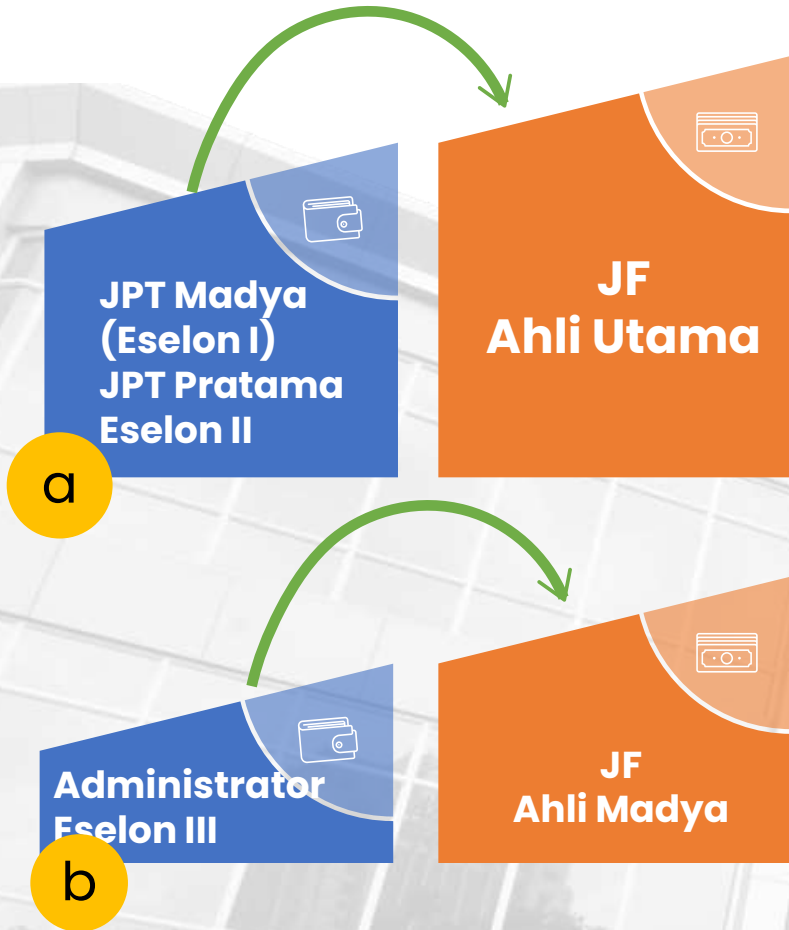 JPT Madya
(Eselon I)
JPT Pratama
Eselon II
JF
Ahli Utama
a
Administrator
Eselon III
JF
Ahli Madya
b